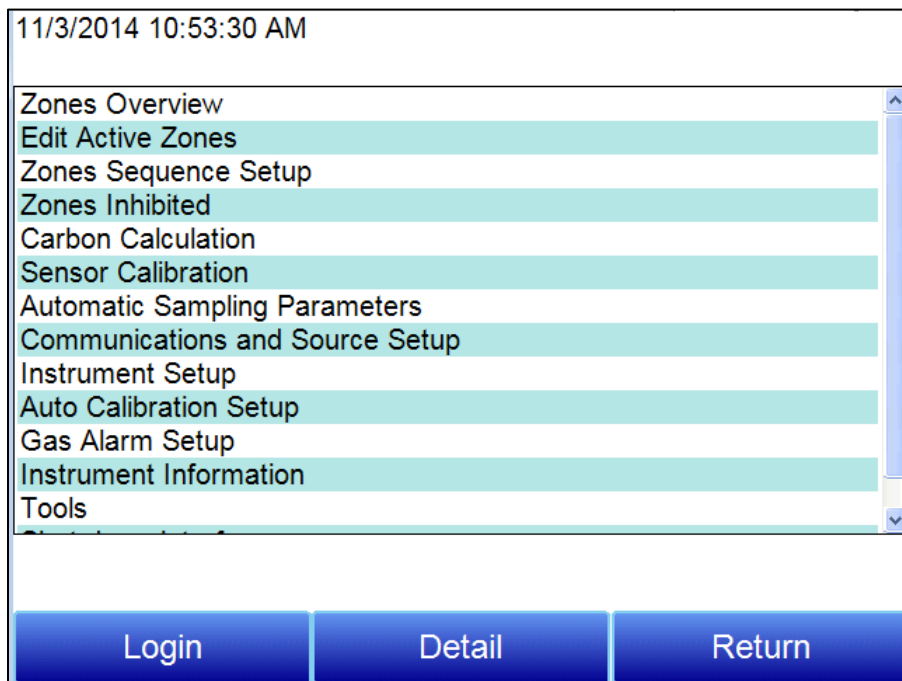 11/3/2014 10:53:30 AM
Zones Overview
Edit Active Zones
Zones Sequence Setup
Zones Inhibited
Carbon Calculation
Sensor Calibration
Automatic Sampling Parameters
Communications and Source Setup
Instrument Setup
Auto Calibration Setup
Gas Alarm Setup
Instrument Information
Tools
Login Detail Return